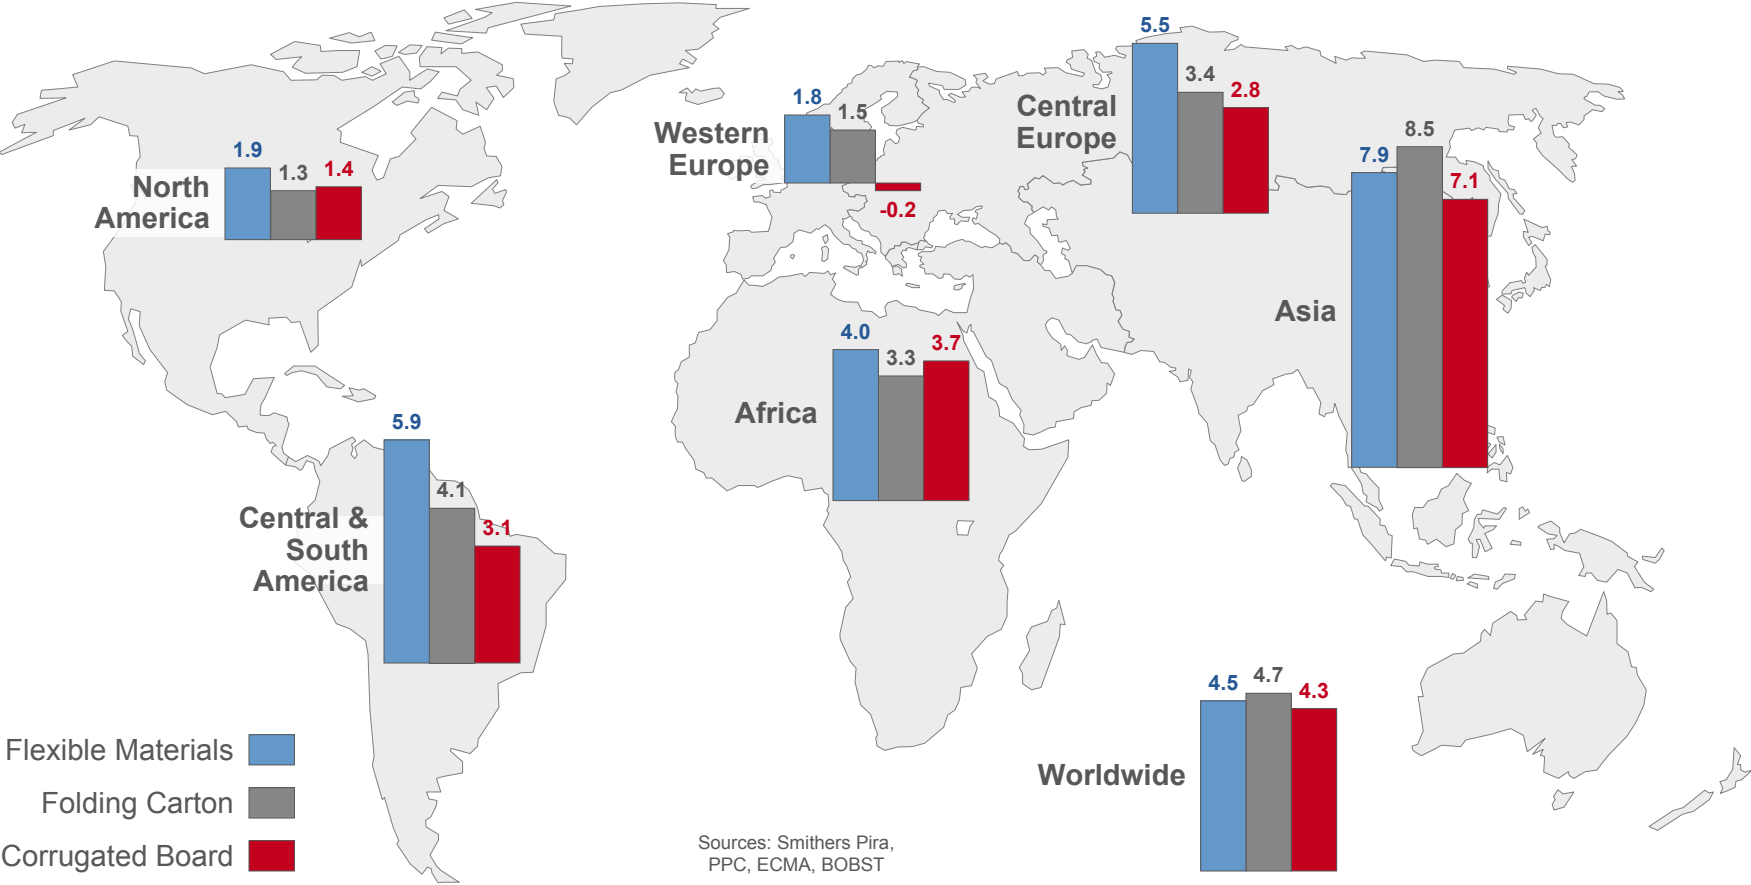 5.5
3.4
2.8
Central
Europe
1.8
1.5
-0.2
Western
Europe
1.9
1.3
1.4
North
America
7.9
8.5
7.1
Asia
4.0
3.3
3.7
Africa
5.9
4.1
3.1
Central &
South
America
4.5
4.7
4.3
Worldwide
Flexible Materials
Folding Carton
Corrugated Board
Sources: Smithers Pira,
PPC, ECMA, BOBST